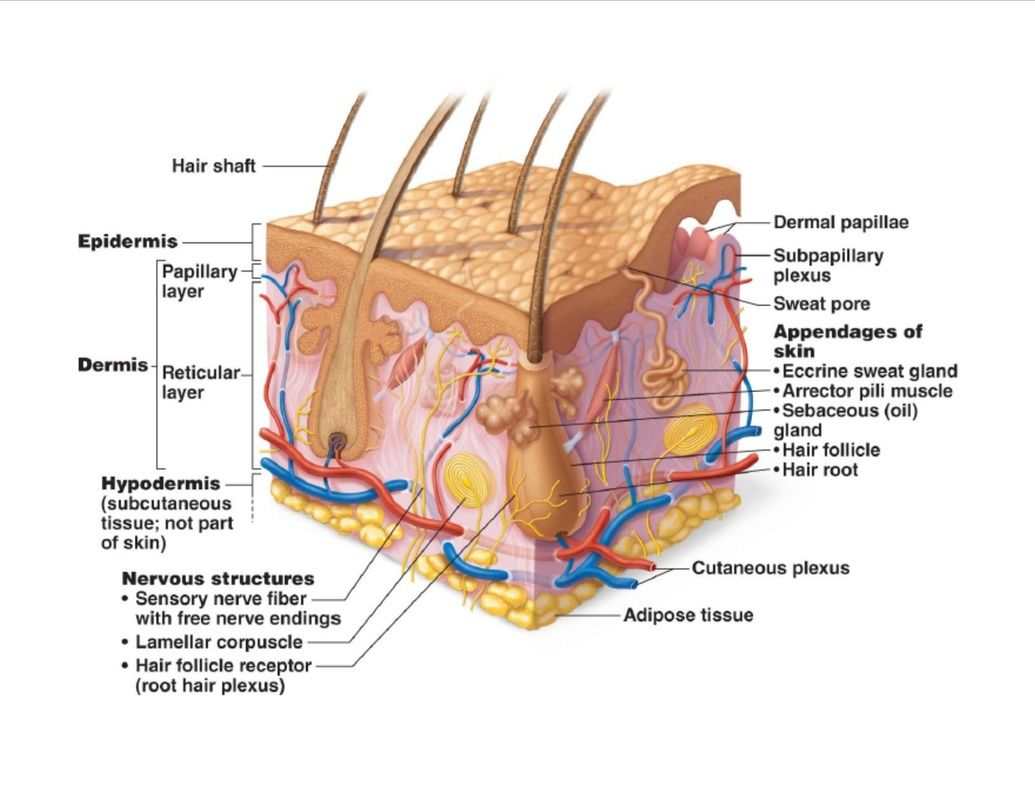 Hair shaft
Epidermis
Papillary
layer
Dermis
Reticular
layer
Hypodermis
(subcutaneous
tissue; not part
of skin)
Nervous structures
• Sensory nerve fiber
with free nerve endings
• Lamellar corpuscle
• Hair follicle receptor
(root hair plexus)
Dermal papillae
Subpapillary
plexus
Sweat pore
Appendages of
skin
• Eccrine sweat gland
• Arrector pili muscle
• Sebaceous (oil)
gland
• Hair follicle
• Hair root
Cutaneous plexus
Adipose tissue